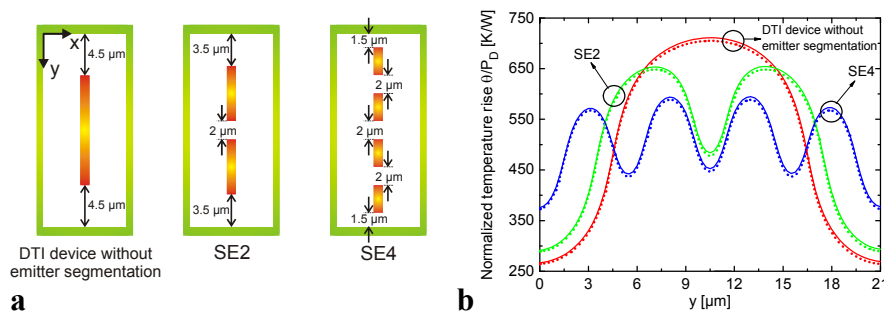 x
y
4.5 µm
4.5 µm
DTI device without
emitter segmentation
3.5 µm
2 µm
3.5 µm
SE2
1.5 µm
2 µm
2 µm
2 µm
1.5 µm
SE4
a
Normalized temperature rise θ/P_D [K/W]
750
650
550
450
350
250
SE2
DTI device without
emitter segmentation
SE4
0 3 6 9 12 15 18 21
y [µm]
b